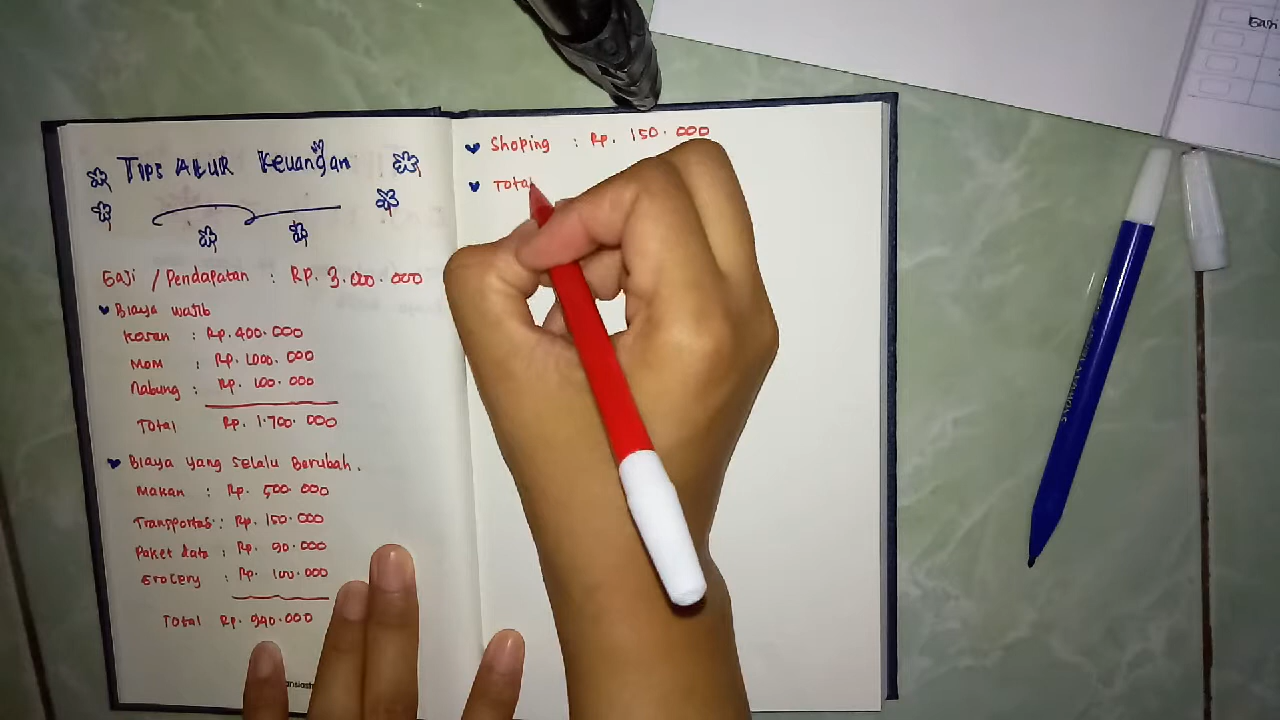 Tips Atur Keuangan
Gaji / Pendapatan : Rp. 3.000.000
Biaya wajib
Kosan : Rp. 400.000
Mom : Rp. 1.000.000
Nabung : Rp. 100.000
Total Rp. 1.700.000
Biaya yang selalu Berubah.
Makan : Rp. 500.000
Transportasi : Rp. 150.000
Paket data : Rp. 90.000
Grocery : Rp. 100.000
Total Rp. 940.000
Shoping : Rp. 150.000
Total